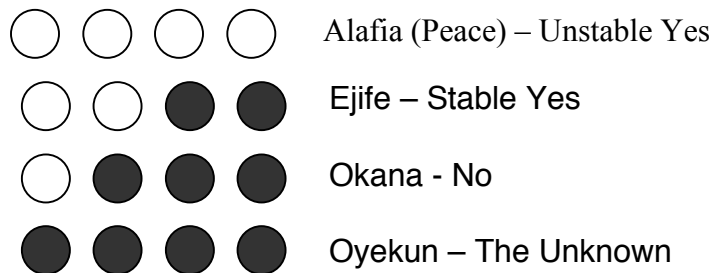 Alafia (Peace) – Unstable Yes
Ejife – Stable Yes
Okana - No
Oyekun – The Unknown